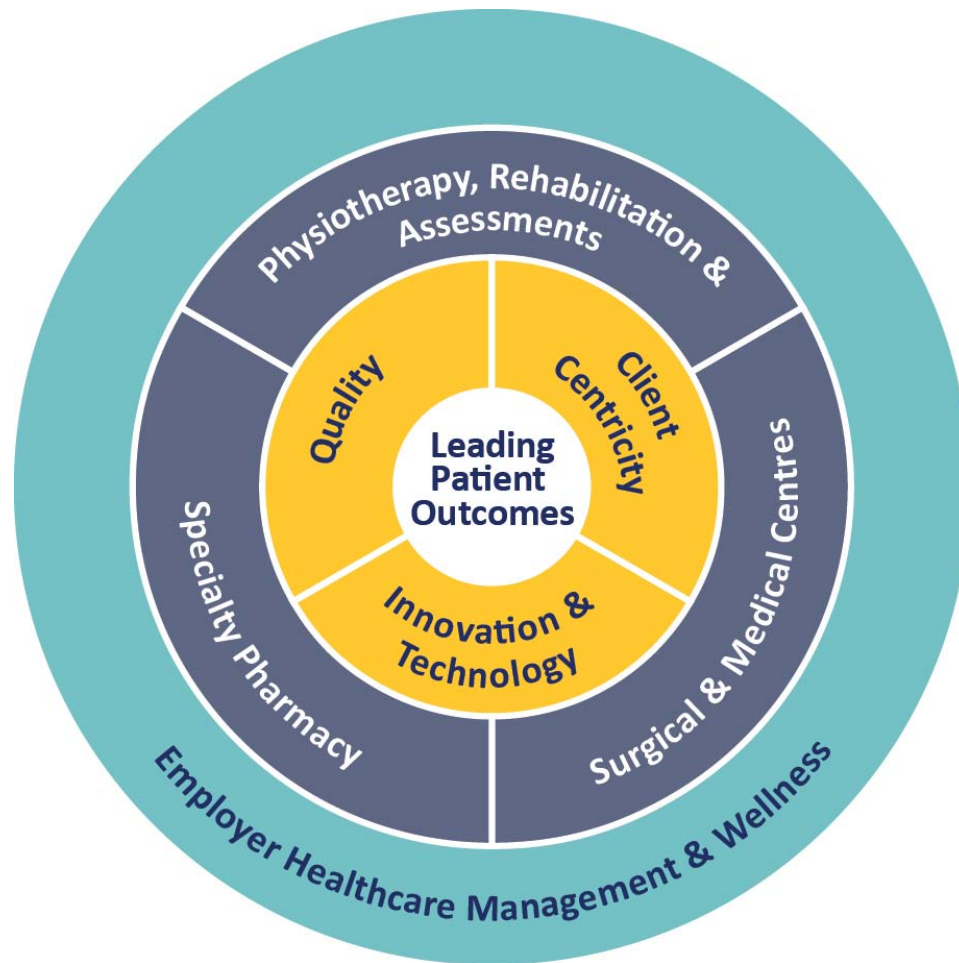 Physiotherapy, Rehabilitation &
Assessments
Quality
Client
Centricity
Leading
Patient
Outcomes
Innovation &
Technology
Specialty Pharmacy
Surgical & Medical Centres
Employer Healthcare Management & Wellness